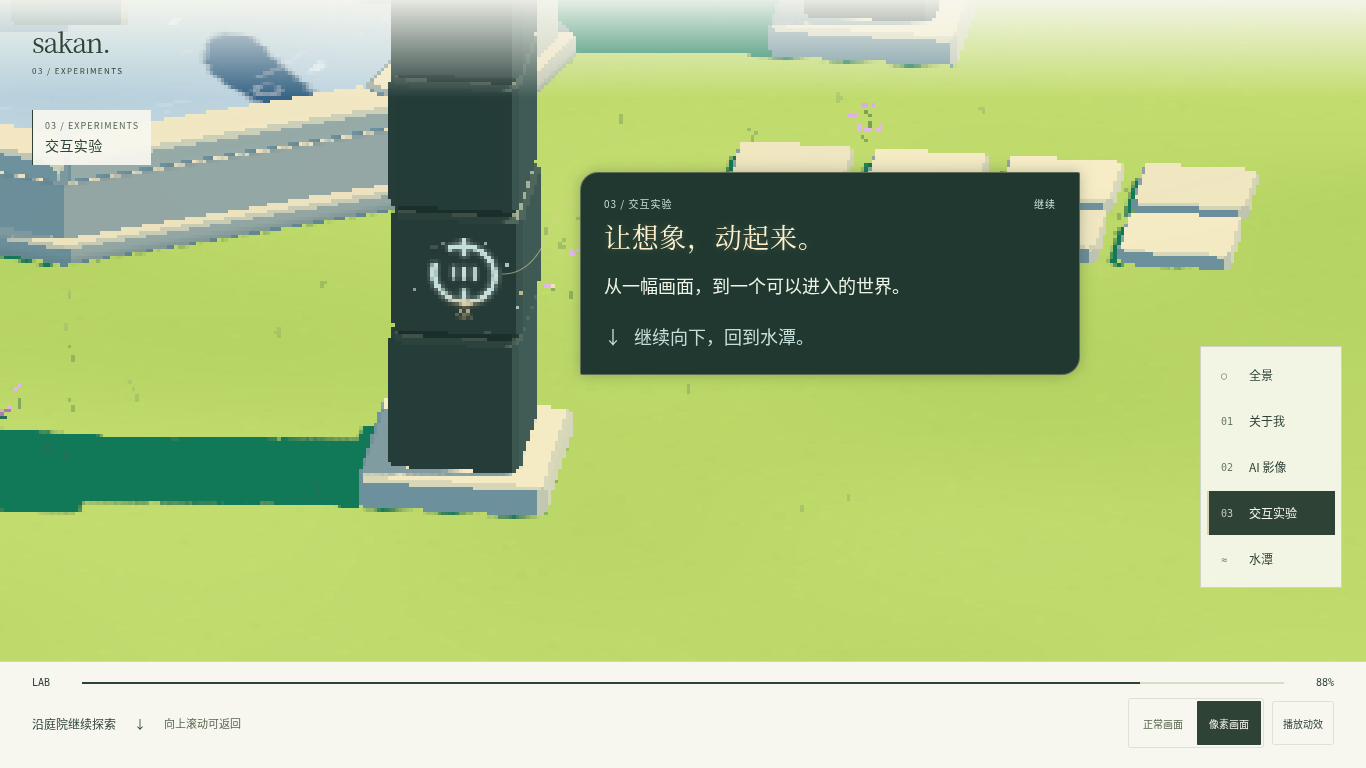 sakan.
03 / EXPERIMENTS
03 / EXPERIMENTS
交互实验
03 / 交互实验
继续
让想象，动起来。
从一幅画面，到一个可以进入的世界。
↓ 继续向下，回到水潭。
○ 全景
01 关于我
02 AI 影像
03 交互实验
≈ 水潭
LAB
88%
沿庭院继续探索 ↓ 向上滚动可返回
正常画面 像素画面 播放动效